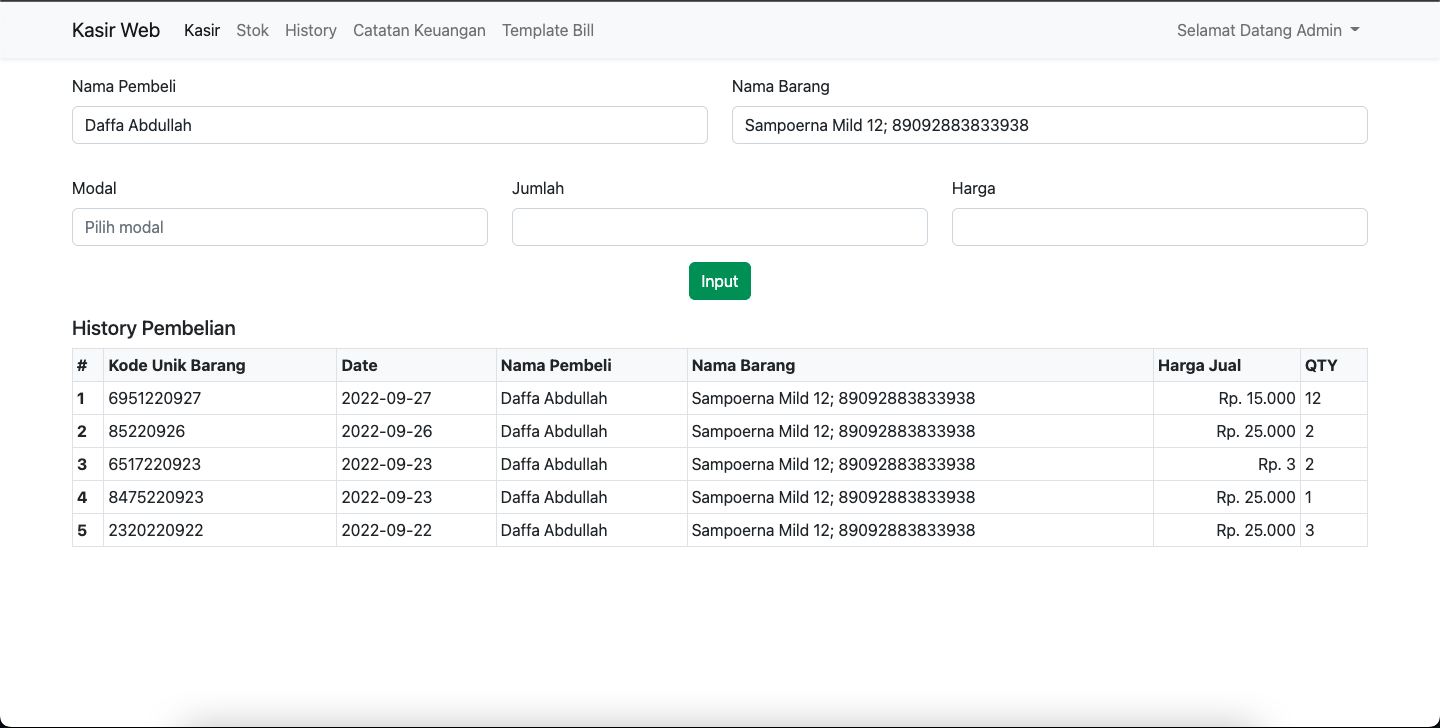 Kasir Web Kasir Stok History Catatan Keuangan Template Bill Selamat Datang Admin
Nama Pembeli Nama Barang
Daffa Abdullah Sampoerna Mild 12; 89092883833938
Modal Jumlah Harga
Pilih modal
Input
History Pembelian
# Kode Unik Barang Date Nama Pembeli Nama Barang Harga Jual QTY
1 6951220927 2022-09-27 Daffa Abdullah Sampoerna Mild 12; 89092883833938 Rp. 15.000 12
2 85220926 2022-09-26 Daffa Abdullah Sampoerna Mild 12; 89092883833938 Rp. 25.000 2
3 6517220923 2022-09-23 Daffa Abdullah Sampoerna Mild 12; 89092883833938 Rp. 3 2
4 8475220923 2022-09-23 Daffa Abdullah Sampoerna Mild 12; 89092883833938 Rp. 25.000 1
5 2320220922 2022-09-22 Daffa Abdullah Sampoerna Mild 12; 89092883833938 Rp. 25.000 3